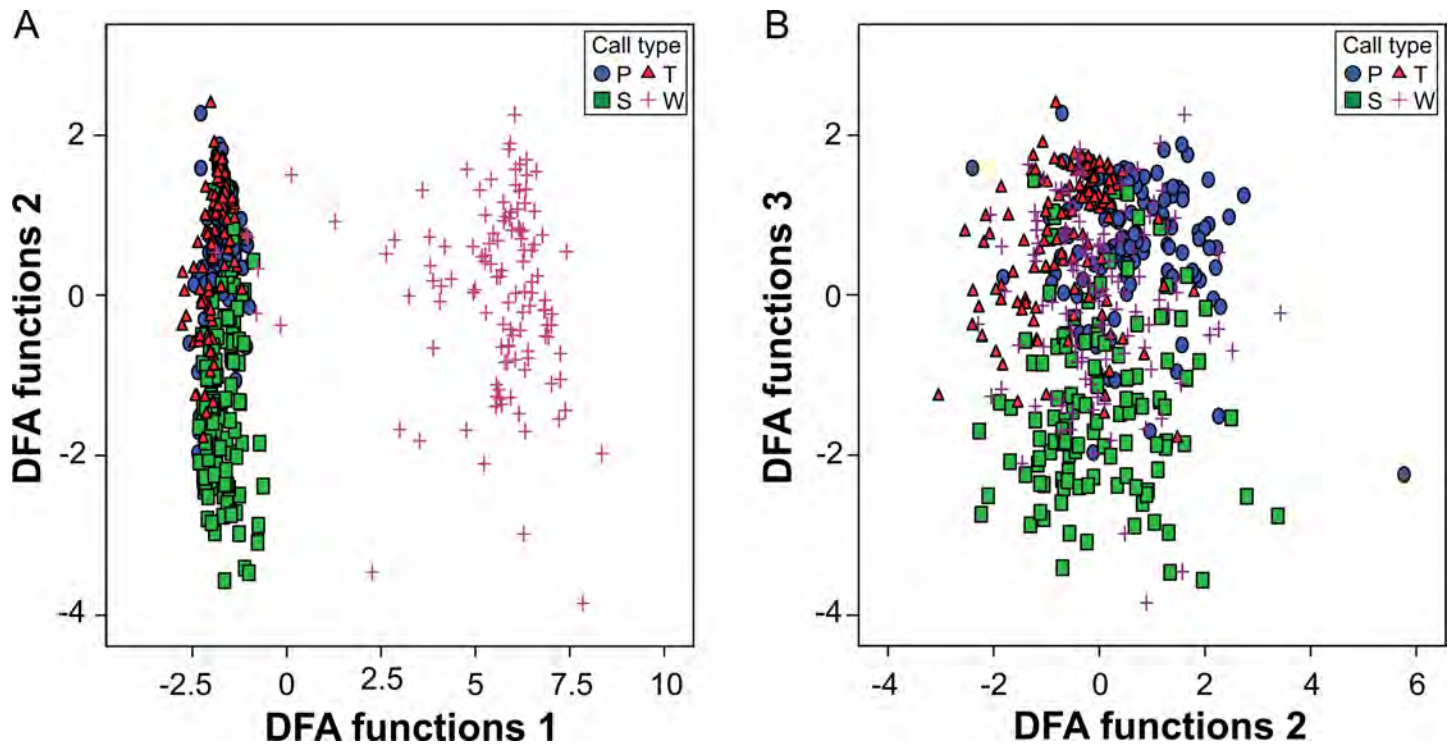 A
Call type
P T
S W
2
0
-2
-4
DFA functions 2
-2.5 0 2.5 5 7.5 10
DFA functions 1
B
Call type
P T
S W
2
0
-2
-4
DFA functions 3
-4 -2 0 2 4 6
DFA functions 2